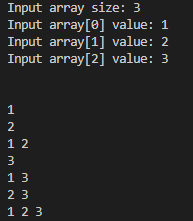 Input array size: 3
Input array[0] value: 1
Input array[1] value: 2
Input array[2] value: 3
1
2
1 2
3
1 3
2 3
1 2 3